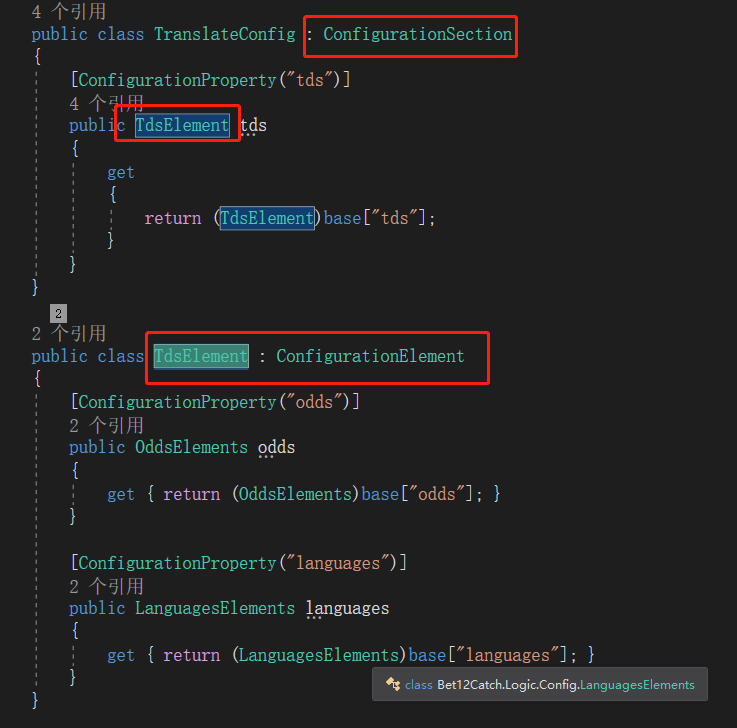 4 个引用
public class TranslateConfig : ConfigurationSection
{
[ConfigurationProperty("tds")]
4 个引用
public TdsElement tds
{
get
{
return (TdsElement)base["tds"];
}
}
}
2
2 个引用
public class TdsElement : ConfigurationElement
{
[ConfigurationProperty("odds")]
2 个引用
public OddsElements odds
{
get { return (OddsElements)base["odds"]; }
}
[ConfigurationProperty("languages")]
2 个引用
public LanguagesElements languages
{
get { return (LanguagesElements)base["languages"]; }
}
class Bet12Catch.Logic.Config.LanguagesElements
}